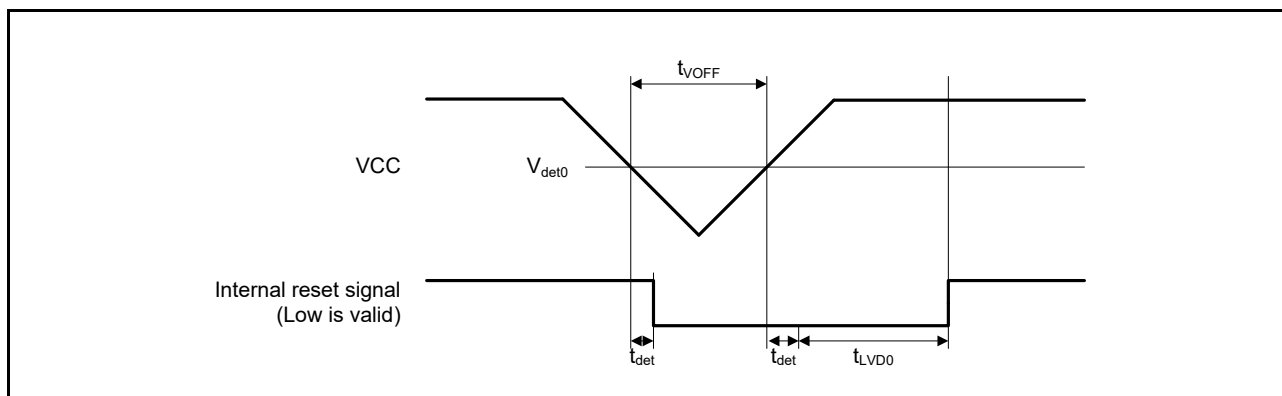 tVOFF
VCC
Vdet0
Internal reset signal
(Low is valid)
tdet
tdet
tLVD0